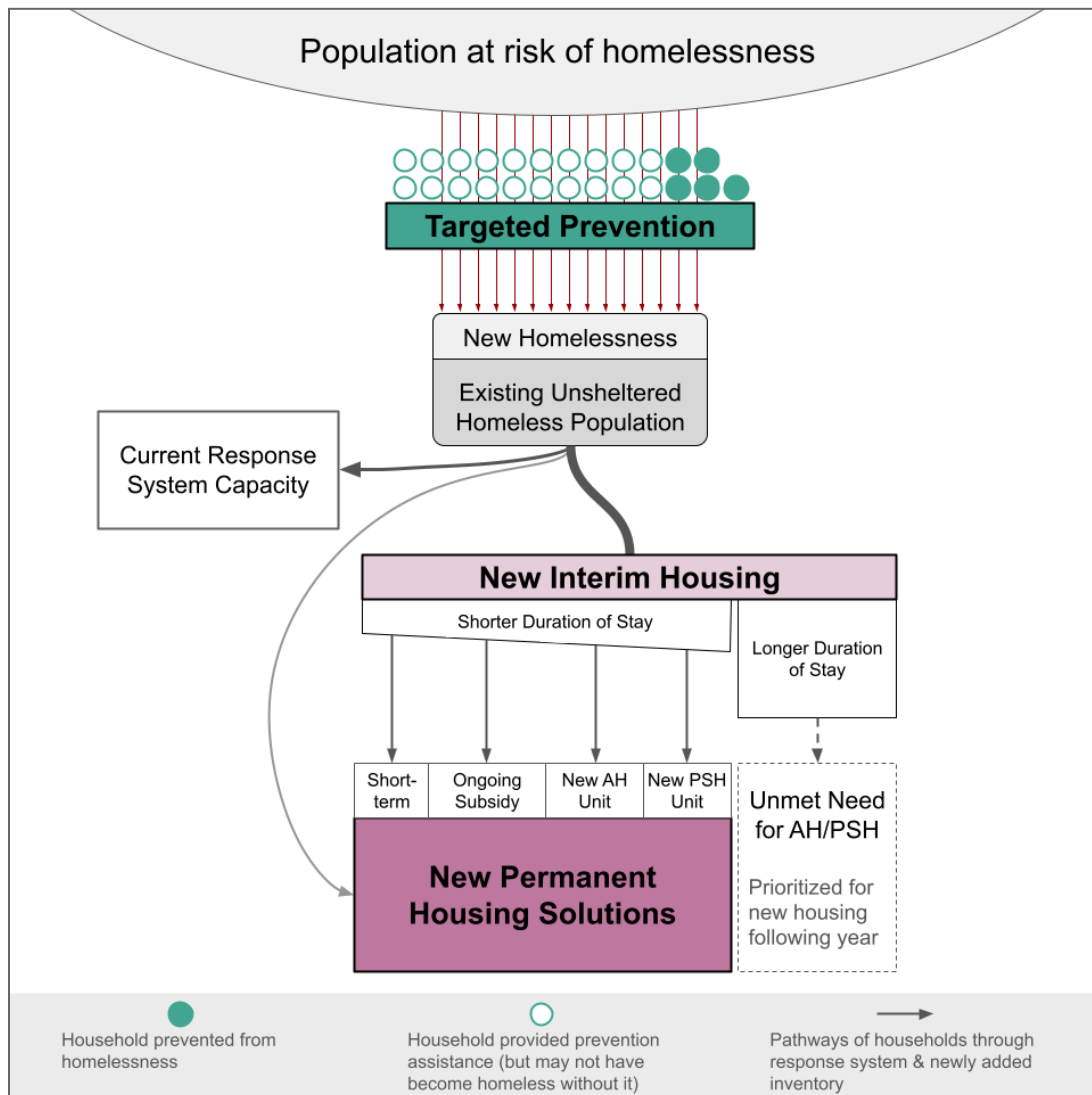 Population at risk of homelessness
Targeted Prevention
New Homelessness
Existing Unsheltered
Homeless Population
Current Response
System Capacity
New Interim Housing
Shorter Duration of Stay
Longer Duration
of Stay
Short-
term
Ongoing
Subsidy
New AH
Unit
New PSH
Unit
Unmet Need
for AH/PSH
Prioritized for
new housing
following year
New Permanent
Housing Solutions
Household prevented from
homelessness
Household provided prevention
assistance (but may not have
become homeless without it)
Pathways of households through
response system & newly added
inventory